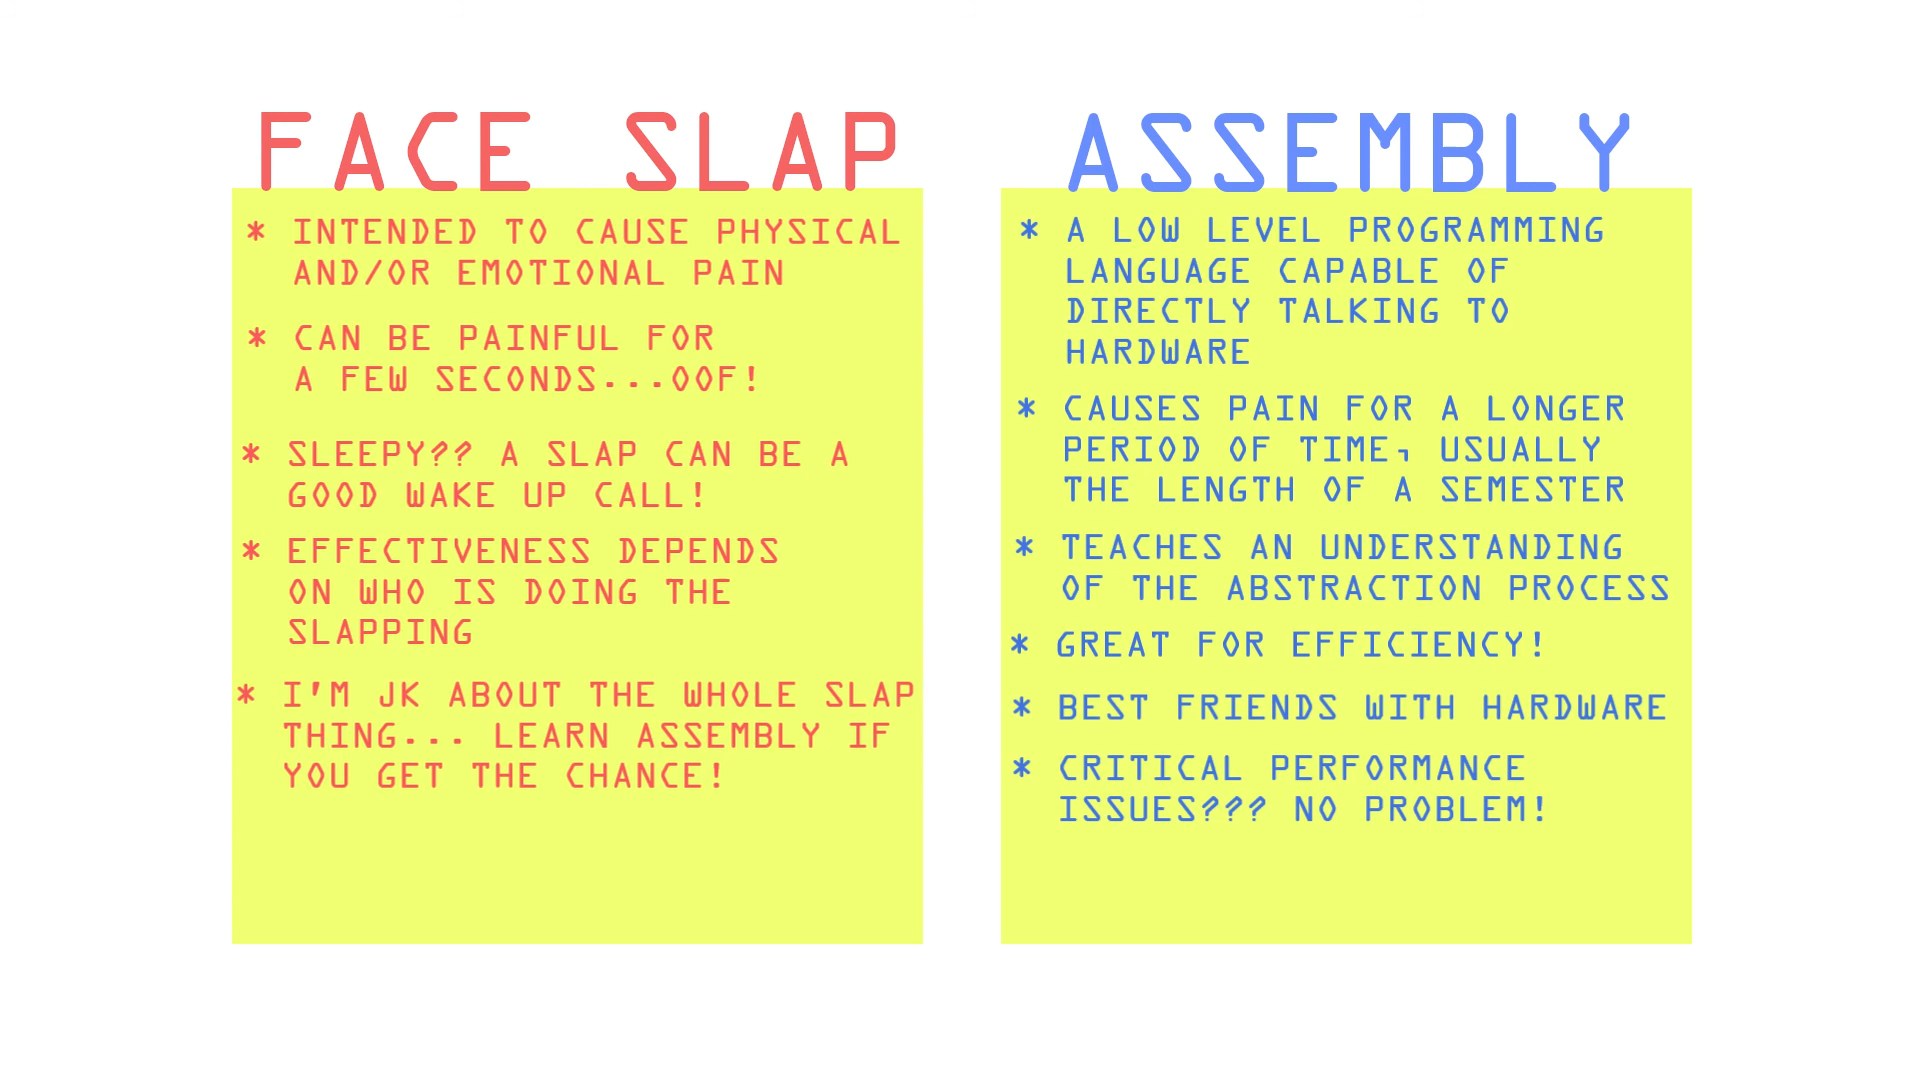 FACE SLAP
* INTENDED TO CAUSE PHYSICAL
AND/OR EMOTIONAL PAIN
* CAN BE PAINFUL FOR
A FEW SECONDS...OOF!
* SLEEPY?? A SLAP CAN BE A
GOOD WAKE UP CALL!
* EFFECTIVENESS DEPENDS
ON WHO IS DOING THE
SLAPPING
* I'M JK ABOUT THE WHOLE SLAP
THING... LEARN ASSEMBLY IF
YOU GET THE CHANCE!
ASSEMBLY
* A LOW LEVEL PROGRAMMING
LANGUAGE CAPABLE OF
DIRECTLY TALKING TO
HARDWARE
* CAUSES PAIN FOR A LONGER
PERIOD OF TIME, USUALLY
THE LENGTH OF A SEMESTER
* TEACHES AN UNDERSTANDING
OF THE ABSTRACTION PROCESS
* GREAT FOR EFFICIENCY!
* BEST FRIENDS WITH HARDWARE
* CRITICAL PERFORMANCE
ISSUES??? NO PROBLEM!